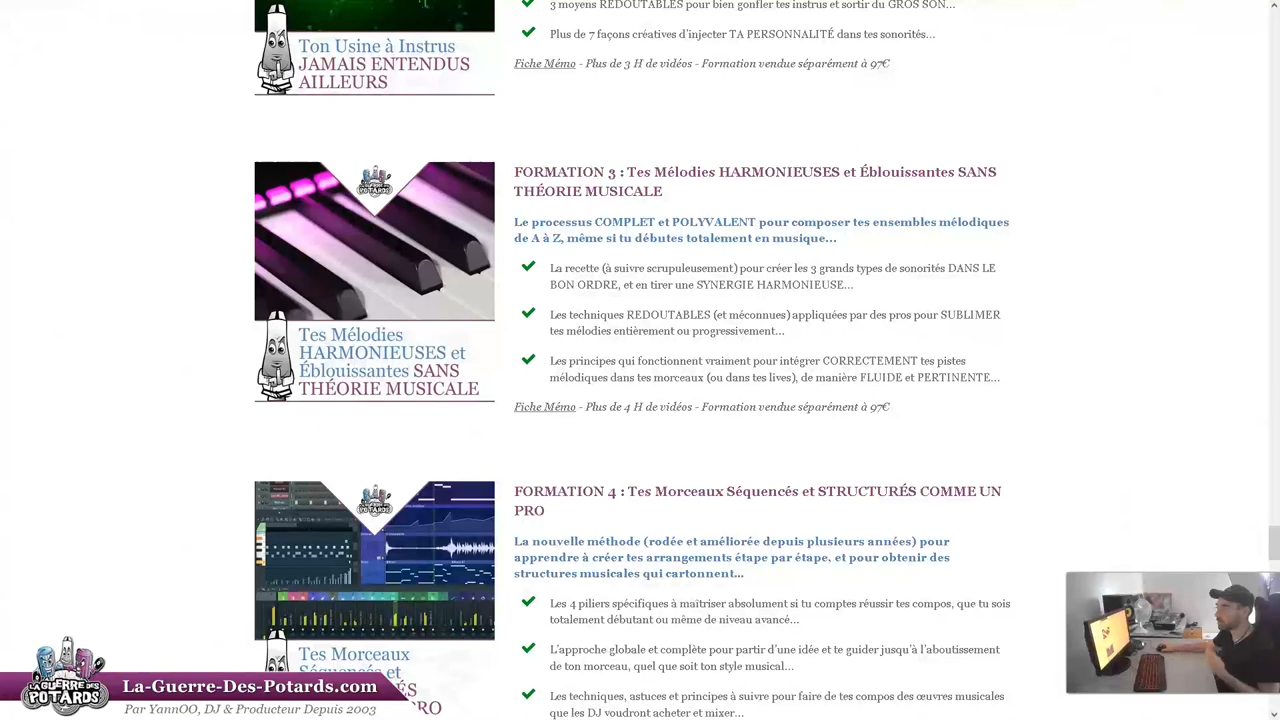 3 moyens REDOUTABLES pour bien gonfler tes instrus et sortir du GROS SON...
Plus de 7 façons créatives d'injecter TA PERSONNALITÉ dans tes sonorités...
Fiche Mémo - Plus de 3 H de vidéos - Formation vendue séparément à 97€
Ton Usine à Instrus
JAMAIS ENTENDUS
AILLEURS
FORMATION 3 : Tes Mélodies HARMONIEUSES et Éblouissantes SANS
THÉORIE MUSICALE
Le processus COMPLET et POLYVALENT pour composer tes ensembles mélodiques
de A à Z, même si tu débutes totalement en musique...
La recette (à suivre scrupuleusement) pour créer les 3 grands types de sonorités DANS LE
BON ORDRE, et en tirer une SYNERGIE HARMONIEUSE...
Les techniques REDOUTABLES (et méconnues) appliquées par des pros pour SUBLIMER
tes mélodies entièrement ou progressivement...
Les principes qui fonctionnent vraiment pour intégrer CORRECTEMENT tes pistes
mélodiques dans tes morceaux (ou dans tes lives), de manière FLUIDE et PERTINENTE...
Fiche Mémo - Plus de 4 H de vidéos - Formation vendue séparément à 97€
Tes Mélodies
HARMONIEUSES et
Éblouissantes SANS
THÉORIE MUSICALE
FORMATION 4 : Tes Morceaux Séquencés et STRUCTURÉS COMME UN
PRO
La nouvelle méthode (rodée et améliorée depuis plusieurs années) pour
apprendre à créer tes arrangements étape par étape, et pour obtenir des
structures musicales qui cartonnent...
Les 4 piliers spécifiques à maîtriser absolument si tu comptes réussir tes compos, que tu sois
totalement débutant ou même de niveau avancé...
L'approche globale et complète pour partir d'une idée et te guider jusqu'à l'aboutissement
de ton morceau, quel que soit ton style musical...
Les techniques, astuces et principes à suivre pour faire de tes compos des œuvres musicales
que les DJ voudront acheter et mixer...
Tes Morceaux
Séquencés et
PRO
LA GUERRE DES
POTARDS
La-Guerre-Des-Potards.com
Par YannOO, DJ & Producteur Depuis 2003